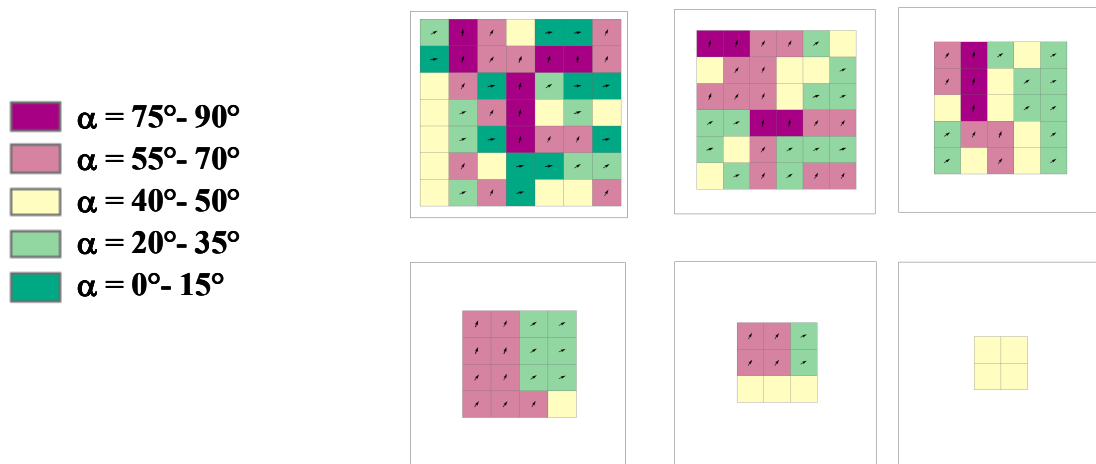 α = 75°- 90°
α = 55°- 70°
α = 40°- 50°
α = 20°- 35°
α = 0°- 15°